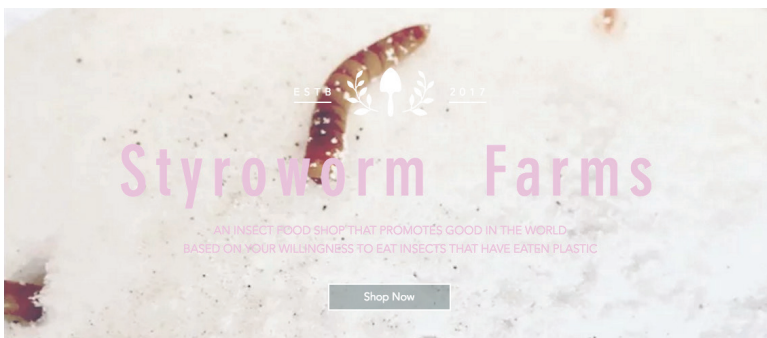 ESTB 2017
Styroworm Farms
AN INSECT FOOD SHOP THAT PROMOTES GOOD IN THE WORLD
BASED ON YOUR WILLINGNESS TO EAT INSECTS THAT HAVE EATEN PLASTIC
Shop Now